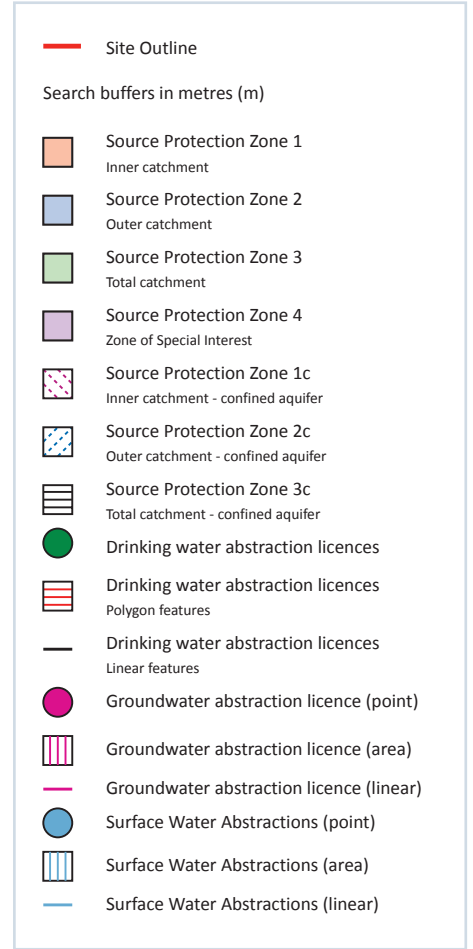 Site Outline
Search buffers in metres (m)
Source Protection Zone 1
Inner catchment
Source Protection Zone 2
Outer catchment
Source Protection Zone 3
Total catchment
Source Protection Zone 4
Zone of Special Interest
Source Protection Zone 1c
Inner catchment - confined aquifer
Source Protection Zone 2c
Outer catchment - confined aquifer
Source Protection Zone 3c
Total catchment - confined aquifer
Drinking water abstraction licences
Drinking water abstraction licences
Polygon features
Drinking water abstraction licences
Linear features
Groundwater abstraction licence (point)
Groundwater abstraction licence (area)
Groundwater abstraction licence (linear)
Surface Water Abstractions (point)
Surface Water Abstractions (area)
Surface Water Abstractions (linear)